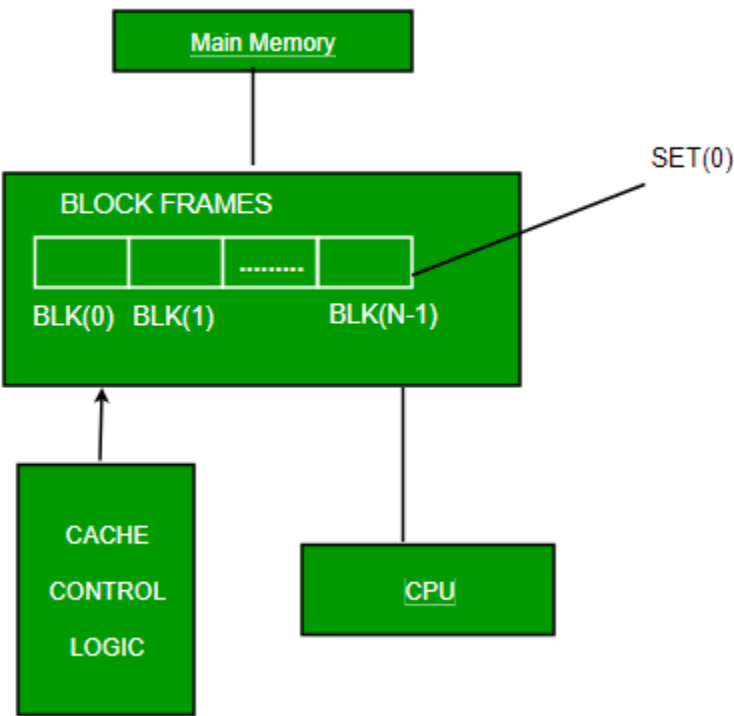 Main Memory
SET(0)
BLOCK FRAMES
.........
BLK(0) BLK(1) BLK(N-1)
CACHE
CONTROL
LOGIC
CPU